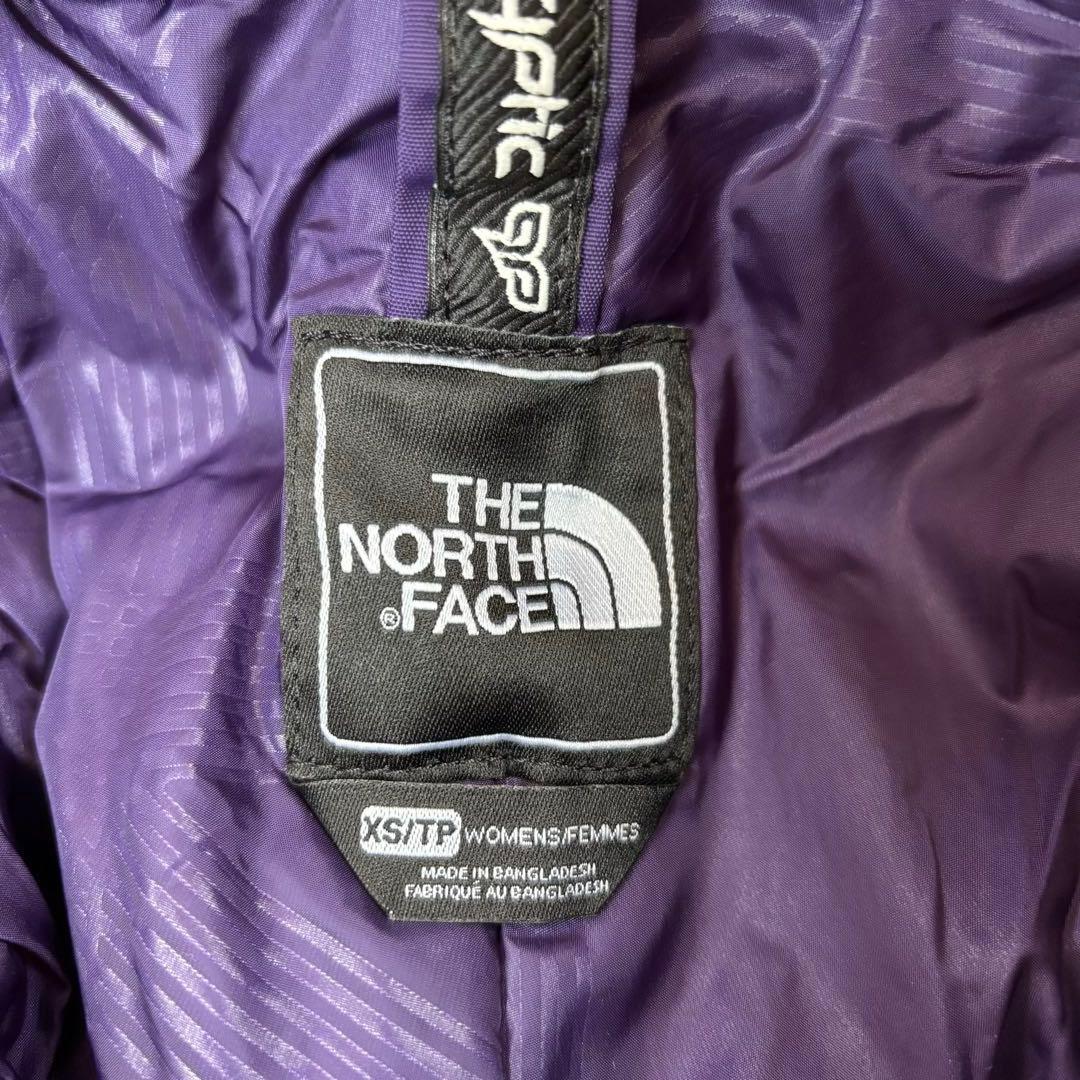 THE
NORTH
® FACE
XS/TP WOMENS/FEMMES
MADE IN BANGLADESH
FABRIQUÉ AU BANGLADESH